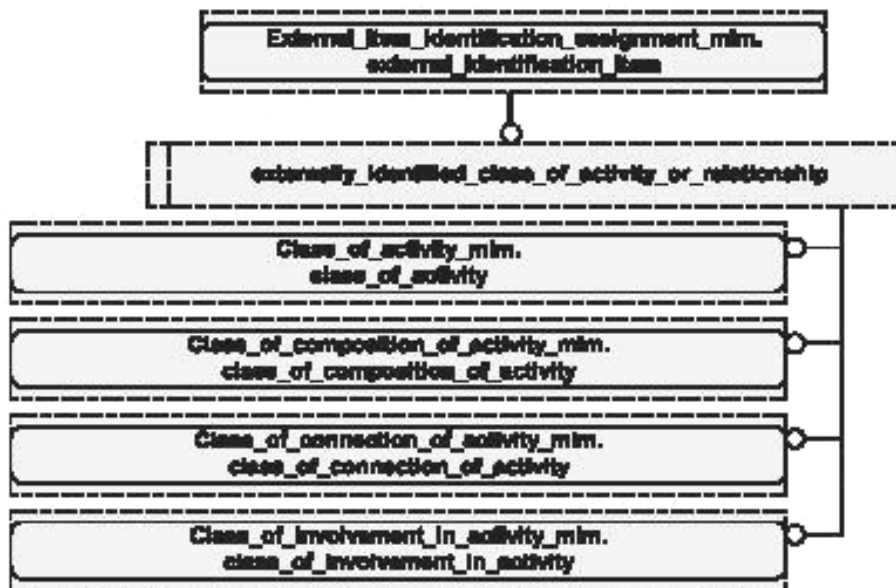 External_item_identification_assignment_mim.
external_identification_item
externally_identified_class_of_activity_or_relationship
Class_of_activity_mim.
class_of_activity
Class_of_composition_of_activity_mim.
class_of_composition_of_activity
Class_of_connection_of_activity_mim.
class_of_connection_of_activity
Class_of_involvement_in_activity_mim.
class_of_involvement_in_activity